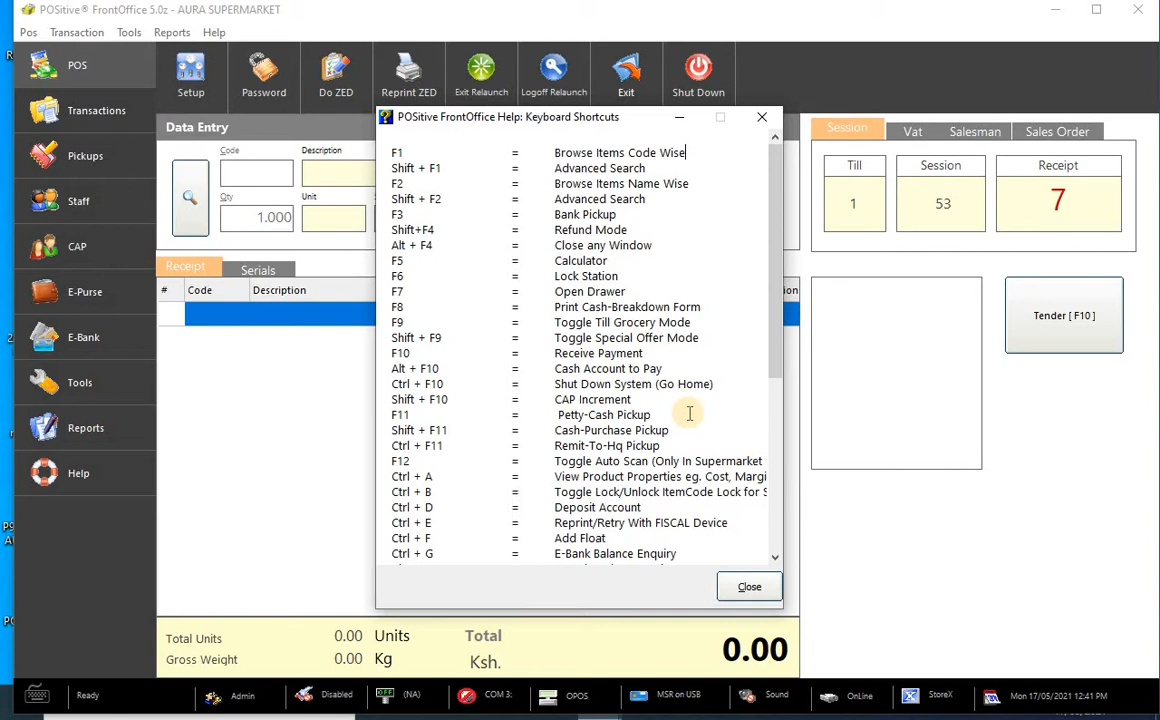 POSitive® FrontOffice 5.0z - AURA SUPERMARKET
Pos Transaction Tools Reports Help
POS
Transactions
Pickups
Staff
CAP
E-Purse
E-Bank
Tools
Reports
Help
Setup
Password
Do ZED
Reprint ZED
Exit Relaunch
Logoff Relaunch
Exit
Shut Down
Data Entry
Code Description
Qty Unit
1.000
Receipt Serials
# Code Description
POSitive FrontOffice Help: Keyboard Shortcuts
F1 = Browse Items Code Wise
Shift + F1 = Advanced Search
F2 = Browse Items Name Wise
Shift + F2 = Advanced Search
F3 = Bank Pickup
Shift+F4 = Refund Mode
Alt + F4 = Close any Window
F5 = Calculator
F6 = Lock Station
F7 = Open Drawer
F8 = Print Cash-Breakdown Form
F9 = Toggle Till Grocery Mode
Shift + F9 = Toggle Special Offer Mode
F10 = Receive Payment
Alt + F10 = Cash Account to Pay
Ctrl + F10 = Shut Down System (Go Home)
Shift + F10 = CAP Increment
F11 = Petty-Cash Pickup
Shift + F11 = Cash-Purchase Pickup
Ctrl + F11 = Remit-To-Hq Pickup
F12 = Toggle Auto Scan (Only In Supermarket
Ctrl + A = View Product Properties eg. Cost, Margi
Ctrl + B = Toggle Lock/Unlock ItemCode Lock for S
Ctrl + D = Deposit Account
Ctrl + E = Reprint/Retry With FISCAL Device
Ctrl + F = Add Float
Ctrl + G = E-Bank Balance Enquiry
Close
Session Vat Salesman Sales Order
Till Session Receipt
1 53 7
Tender [ F10 ]
Total Units 0.00 Units
Gross Weight 0.00 Kg
Total
Ksh.
0.00
Ready Admin Disabled OFF (NA) COM 3: OPOS MSR on USB Sound OnLine StoreX Mon 17/05/2021 12:41 PM